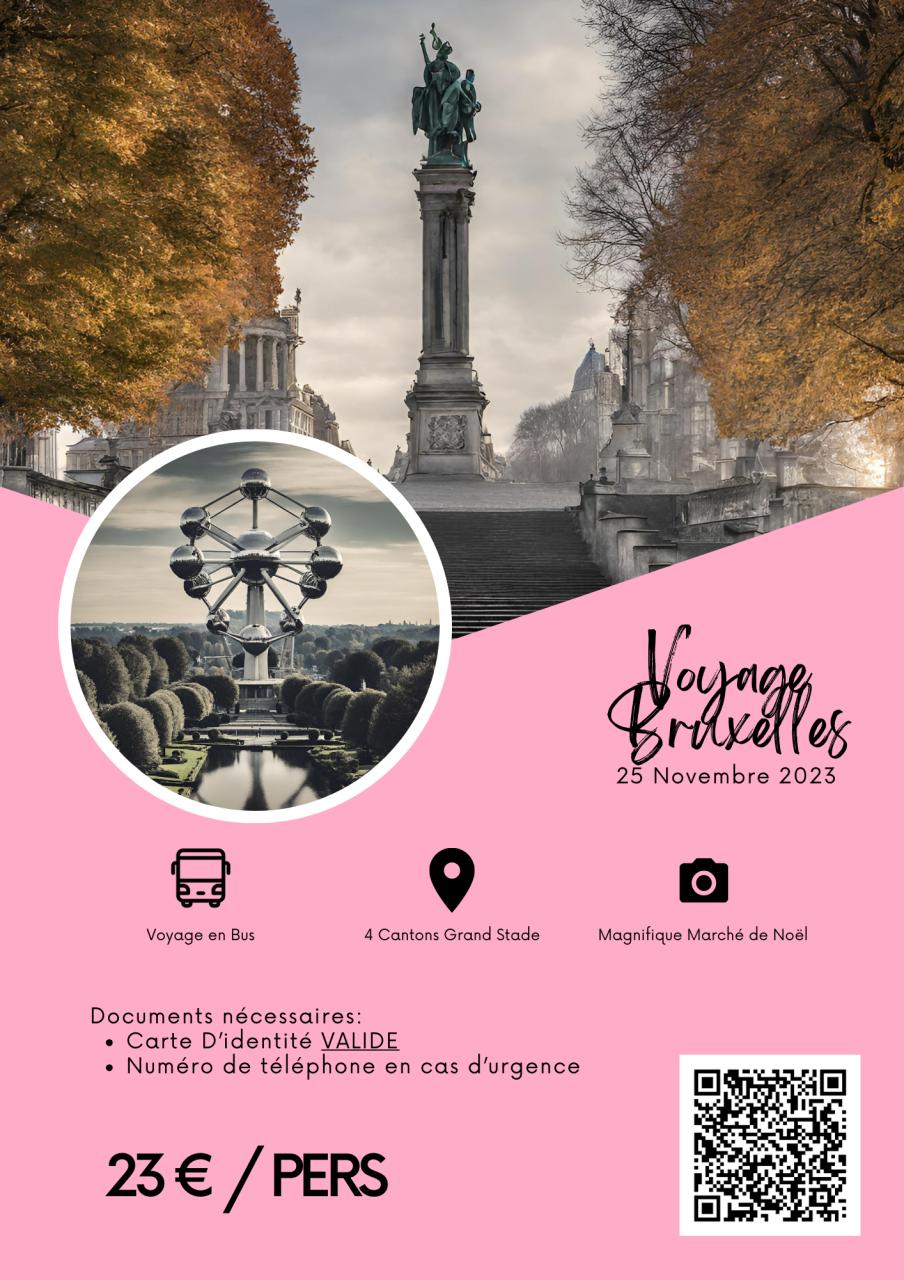 Voyage
Bruxelles
25 Novembre 2023
Voyage en Bus
4 Cantons Grand Stade
Magnifique Marché de Noël
Documents nécessaires:
• Carte D'identité VALIDE
• Numéro de téléphone en cas d'urgence
23 € / PERS